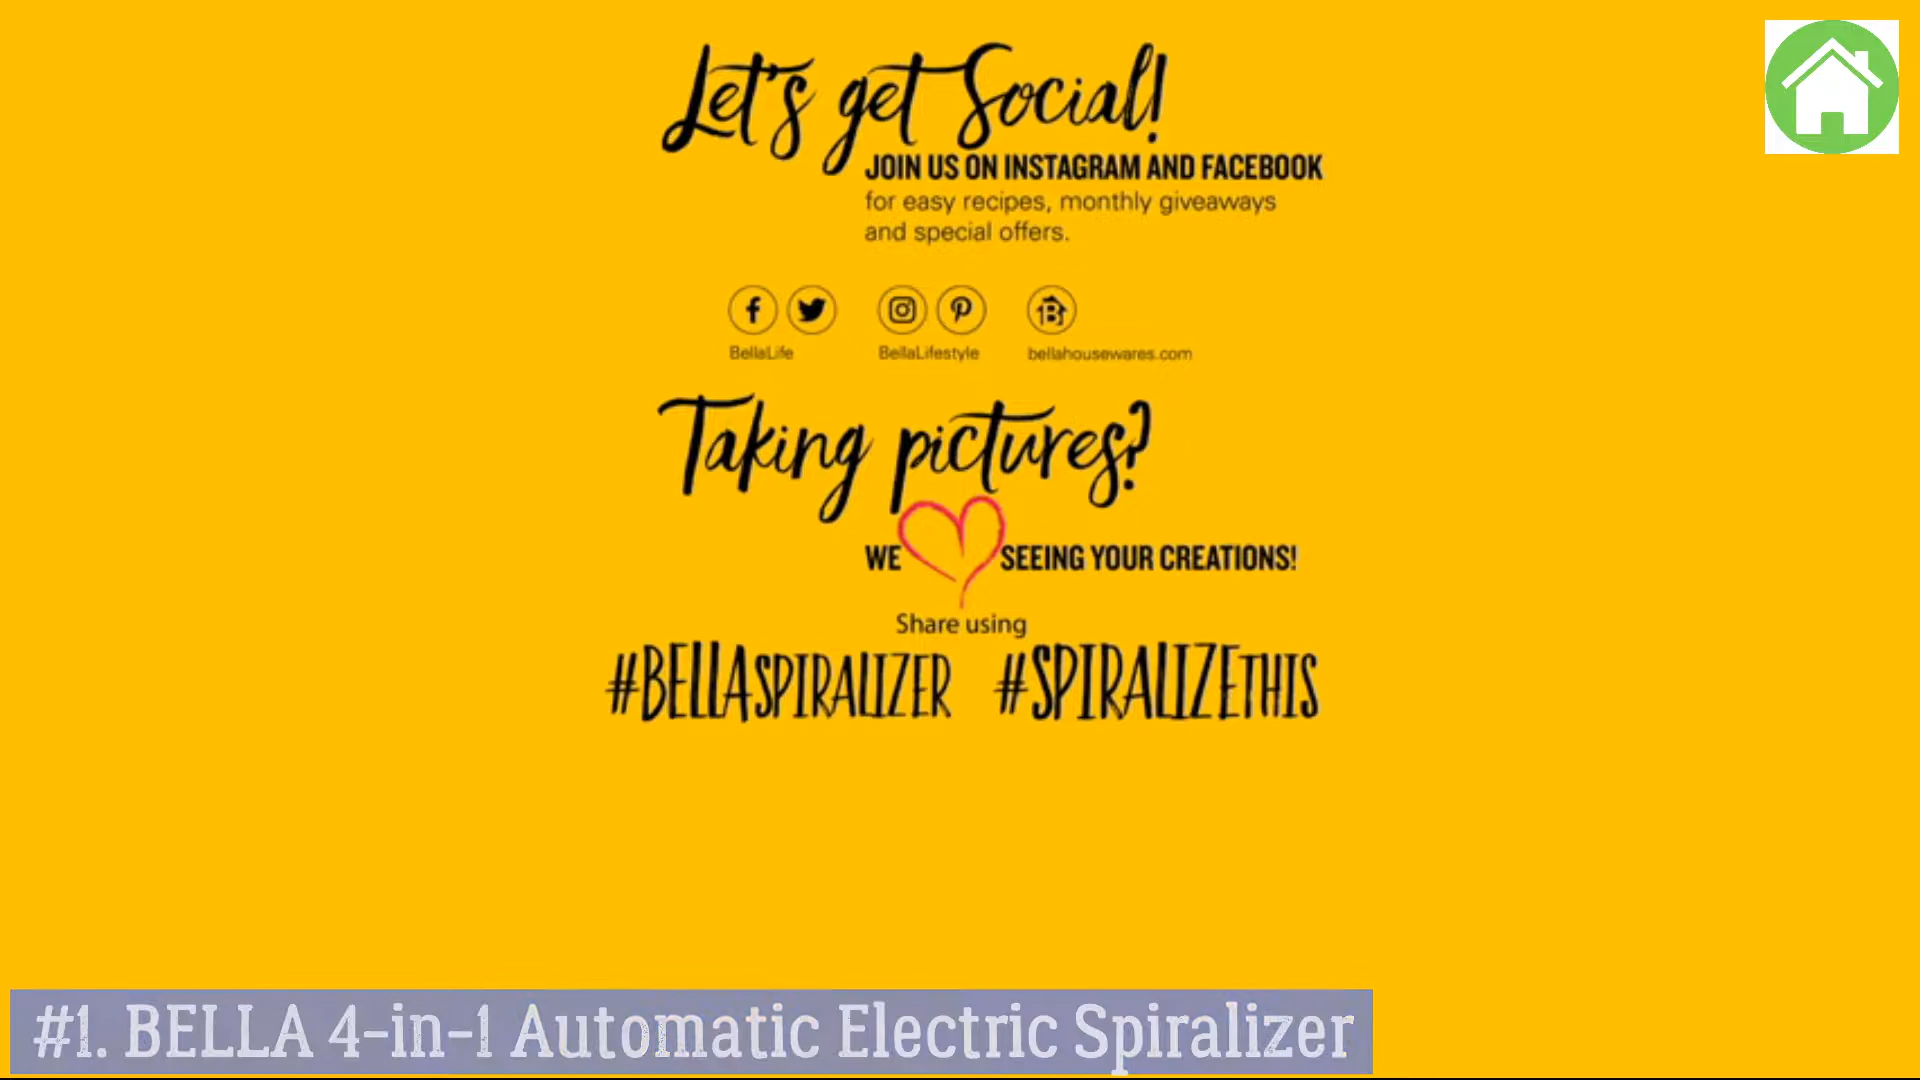 Let's get Social!
JOIN US ON INSTAGRAM AND FACEBOOK
for easy recipes, monthly giveaways
and special offers.
BellaLife BellaLifestyle bellahousewares.com
Taking pictures?
WE SEEING YOUR CREATIONS!
Share using
#BELLASPIRALIZER #SPIRALIZETHIS
#1. BELLA 4-in-1 Automatic Electric Spiralizer